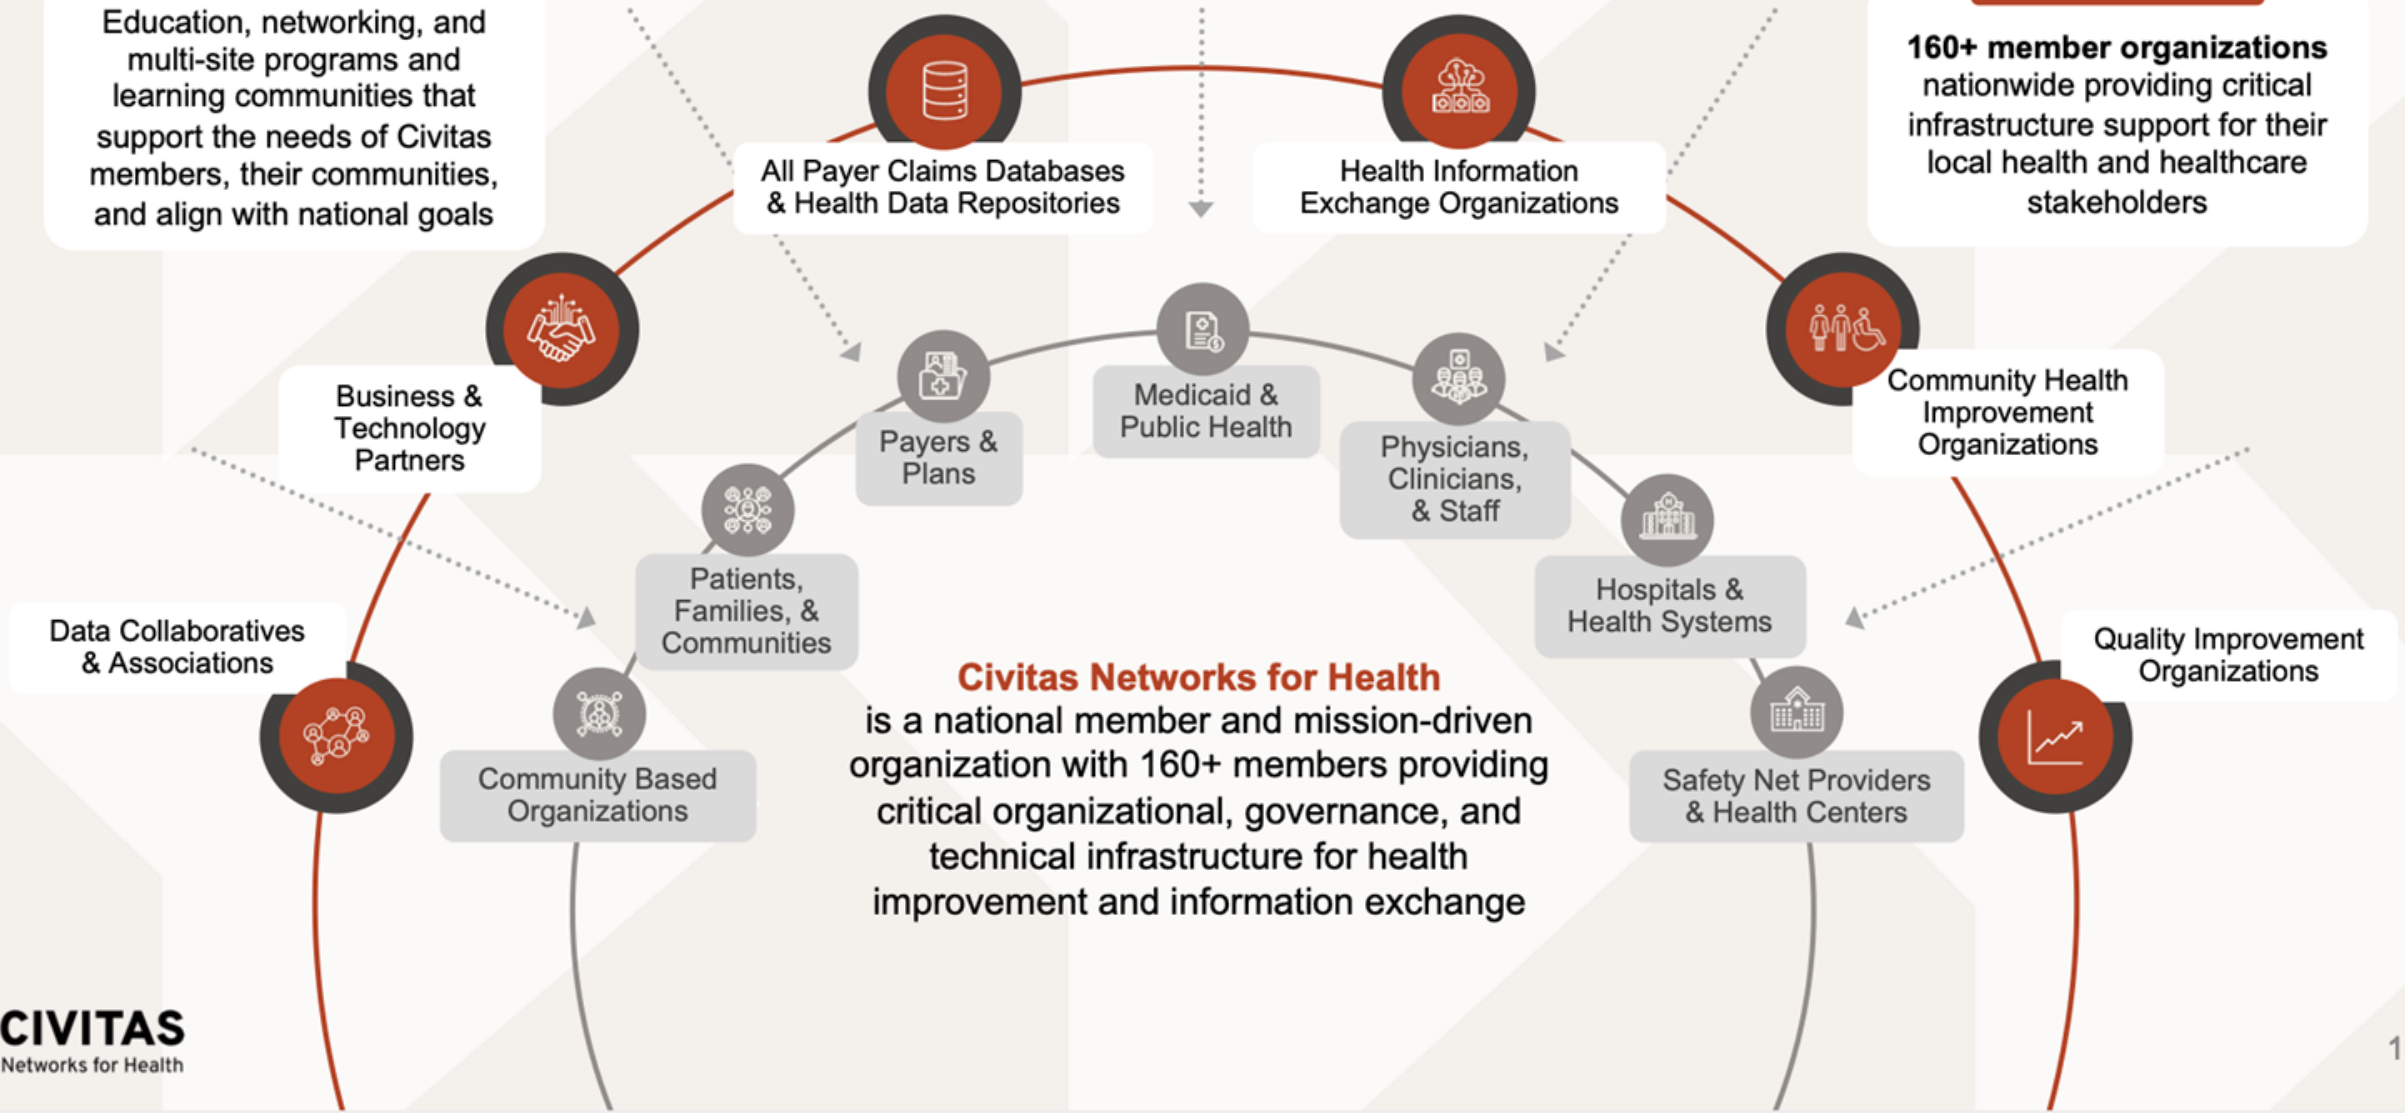 Education, networking, and
multi-site programs and
learning communities that
support the needs of Civitas
members, their communities,
and align with national goals
160+ member organizations
nationwide providing critical
infrastructure support for their
local health and healthcare
stakeholders
All Payer Claims Databases
& Health Data Repositories
Health Information
Exchange Organizations
Business &
Technology
Partners
Community Health
Improvement
Organizations
Data Collaboratives
& Associations
Quality Improvement
Organizations
Medicaid &
Public Health
Payers &
Plans
Physicians,
Clinicians,
& Staff
Patients,
Families, &
Communities
Hospitals &
Health Systems
Community Based
Organizations
Safety Net Providers
& Health Centers
Civitas Networks for Health
is a national member and mission-driven
organization with 160+ members providing
critical organizational, governance, and
technical infrastructure for health
improvement and information exchange
CIVITAS
Networks for Health
1